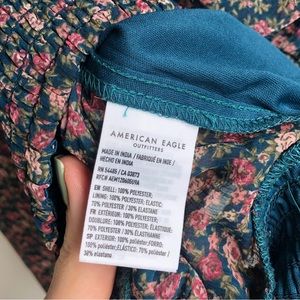 AMERICAN EAGLE
OUTFITTERS
MADE IN INDIA / FABRIQUÉ EN INDE /
HECHO EN INDIA
RN 54485 / CA 03073
EN SHELL: 100% POLYESTER;
LINING: 100% POLYESTER; ELASTIC:
70% POLYESTER / 30% ELASTANE
FR EXTÉRIEUR: 100% POLYESTER;
DOUBLURE: 100% POLYESTER; ÉLASTIQUE:
70% POLYESTER / 30% ÉLASTHANNE
SP EXTERIOR: 100% POLIÉSTER; FORRO:
100% POLIÉSTER; ELÁSTICO: 70% POLIÉSTER /
30% ELASTANO